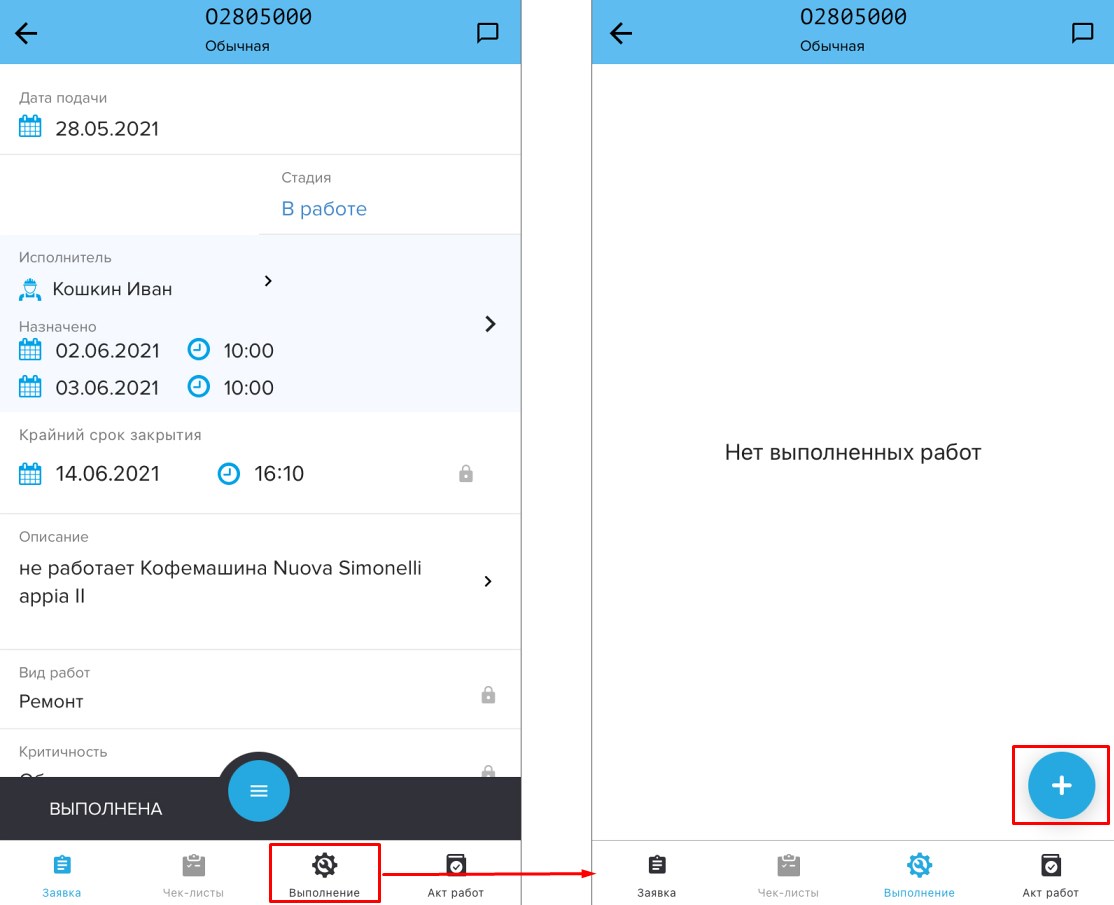 O2805000
Обычная
Дата подачи
28.05.2021
Стадия
В работе
Исполнитель
Кошкин Иван
Назначено
02.06.2021 10:00
03.06.2021 10:00
Крайний срок закрытия
14.06.2021 16:10
Описание
не работает Кофемашина Nuova Simonelli
appia II
Вид работ
Ремонт
Критичность
ВЫПОЛНЕНА
Заявка
Чек-листы
Выполнение
Акт работ
O2805000
Обычная
Нет выполненных работ
Заявка
Чек-листы
Выполнение
Акт работ